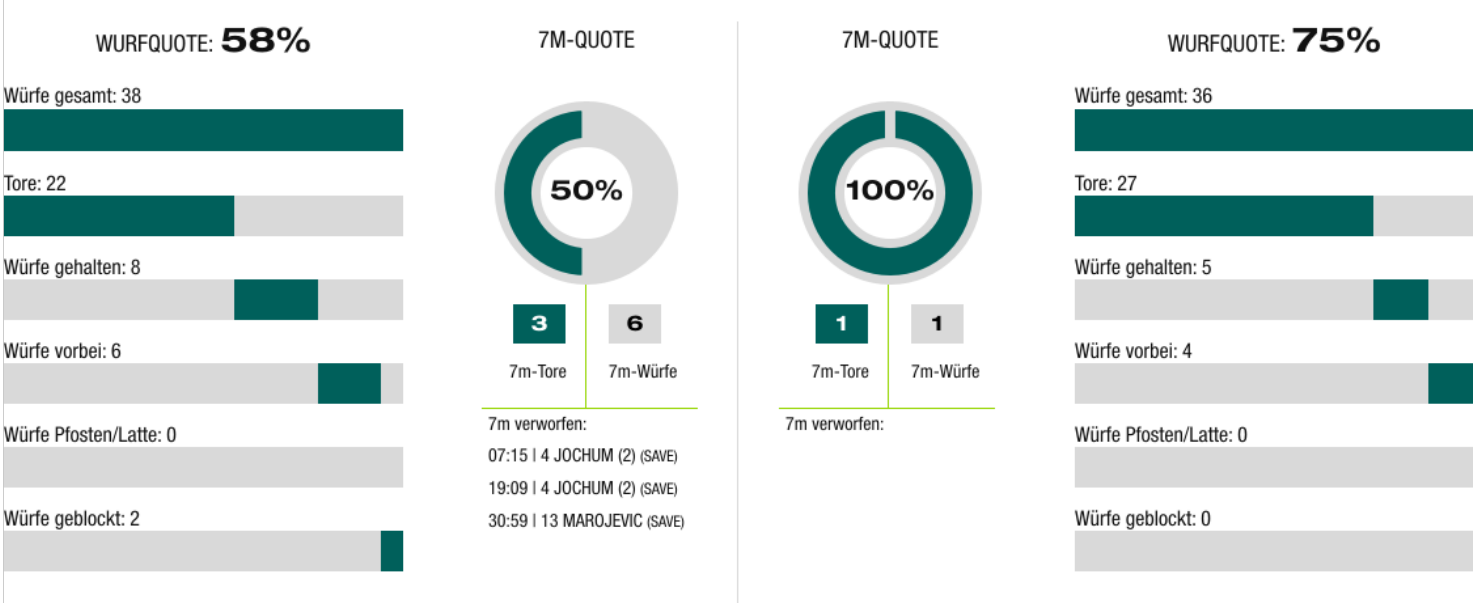 WURFQUOTE: 58%
Würfe gesamt: 38
Tore: 22
Würfe gehalten: 8
Würfe vorbei: 6
Würfe Pfosten/Latte: 0
Würfe geblockt: 2
7M-QUOTE
50%
3
6
7m-Tore
7m-Würfe
7m verworfen:
07:15 | 4 JOCHUM (2) (SAVE)
19:09 | 4 JOCHUM (2) (SAVE)
30:59 | 13 MAROJEVIC (SAVE)
7M-QUOTE
100%
1
1
7m-Tore
7m-Würfe
7m verworfen:
WURFQUOTE: 75%
Würfe gesamt: 36
Tore: 27
Würfe gehalten: 5
Würfe vorbei: 4
Würfe Pfosten/Latte: 0
Würfe geblockt: 0